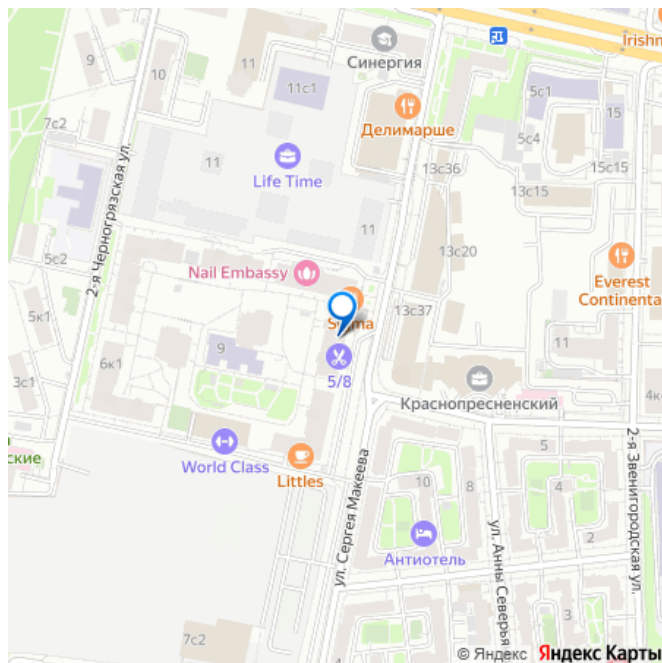 Irishm
Синергия
9
10
11
11с1
5с1
15
Делимарше
7с2
5с4
2-я Черногрязская ул.
11
Life Time
13с36
15с15
13с15
11
13с20
5с2
Nail Embassy
Everest
Continenta
5к1
13с37
9
11
6к1
3с1
5/8
Краснопресненский
4к
ские
World Class
Littles
5
10
8
4
2-я Звенигородская ул.
ул. Сергея Макеева
Антиотель
2
ул. Анны Северья
3
7с2
© Яндекс
Яндекс Карты